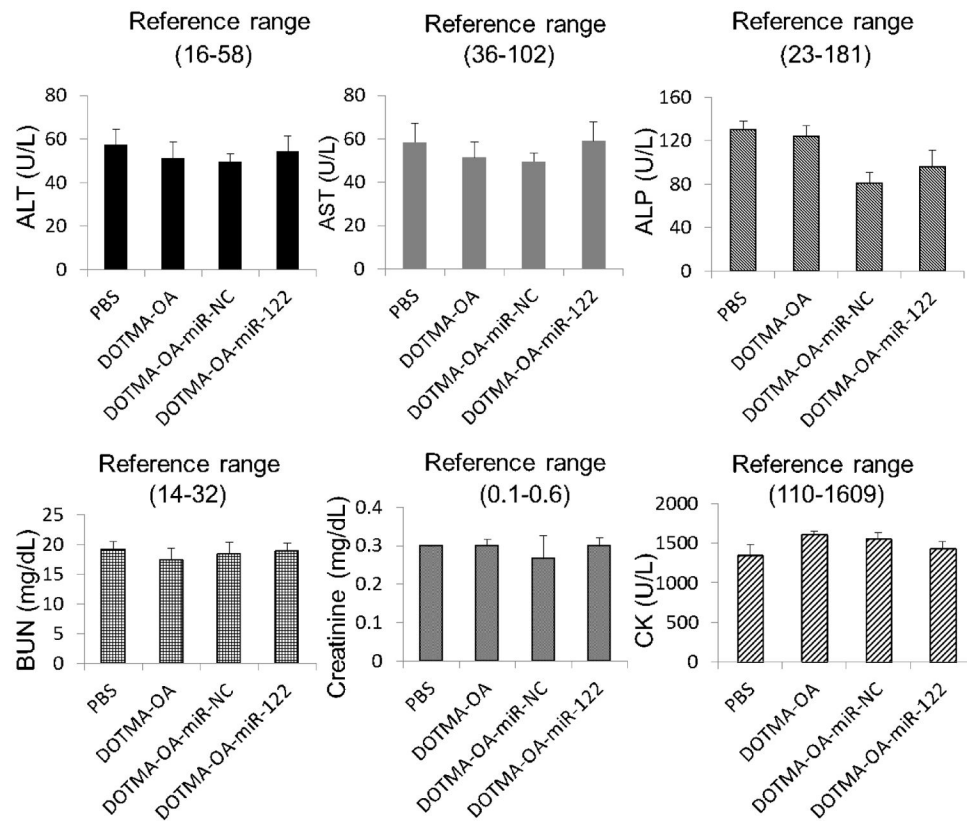 Reference range
(16-58)
80
60
40
20
0
ALT (U/L)
PBS
DOTMA-OA
DOTMA-OA-miR-NC
DOTMA-OA-miR-122
Reference range
(36-102)
80
60
40
20
0
AST (U/L)
PBS
DOTMA-OA
DOTMA-OA-miR-NC
DOTMA-OA-miR-122
Reference range
(23-181)
160
120
80
40
0
ALP (U/L)
PBS
DOTMA-OA
DOTMA-OA-miR-NC
DOTMA-OA-miR-122
Reference range
(14-32)
25
20
15
10
5
0
BUN (mg/dL)
PBS
DOTMA-OA
DOTMA-OA-miR-NC
DOTMA-OA-miR-122
Reference range
(0.1-0.6)
0.4
0.3
0.2
0.1
0
Creatinine (mg/dL)
PBS
DOTMA-OA
DOTMA-OA-miR-NC
DOTMA-OA-miR-122
Reference range
(110-1609)
2000
1500
1000
500
0
CK (U/L)
PBS
DOTMA-OA
DOTMA-OA-miR-NC
DOTMA-OA-miR-122